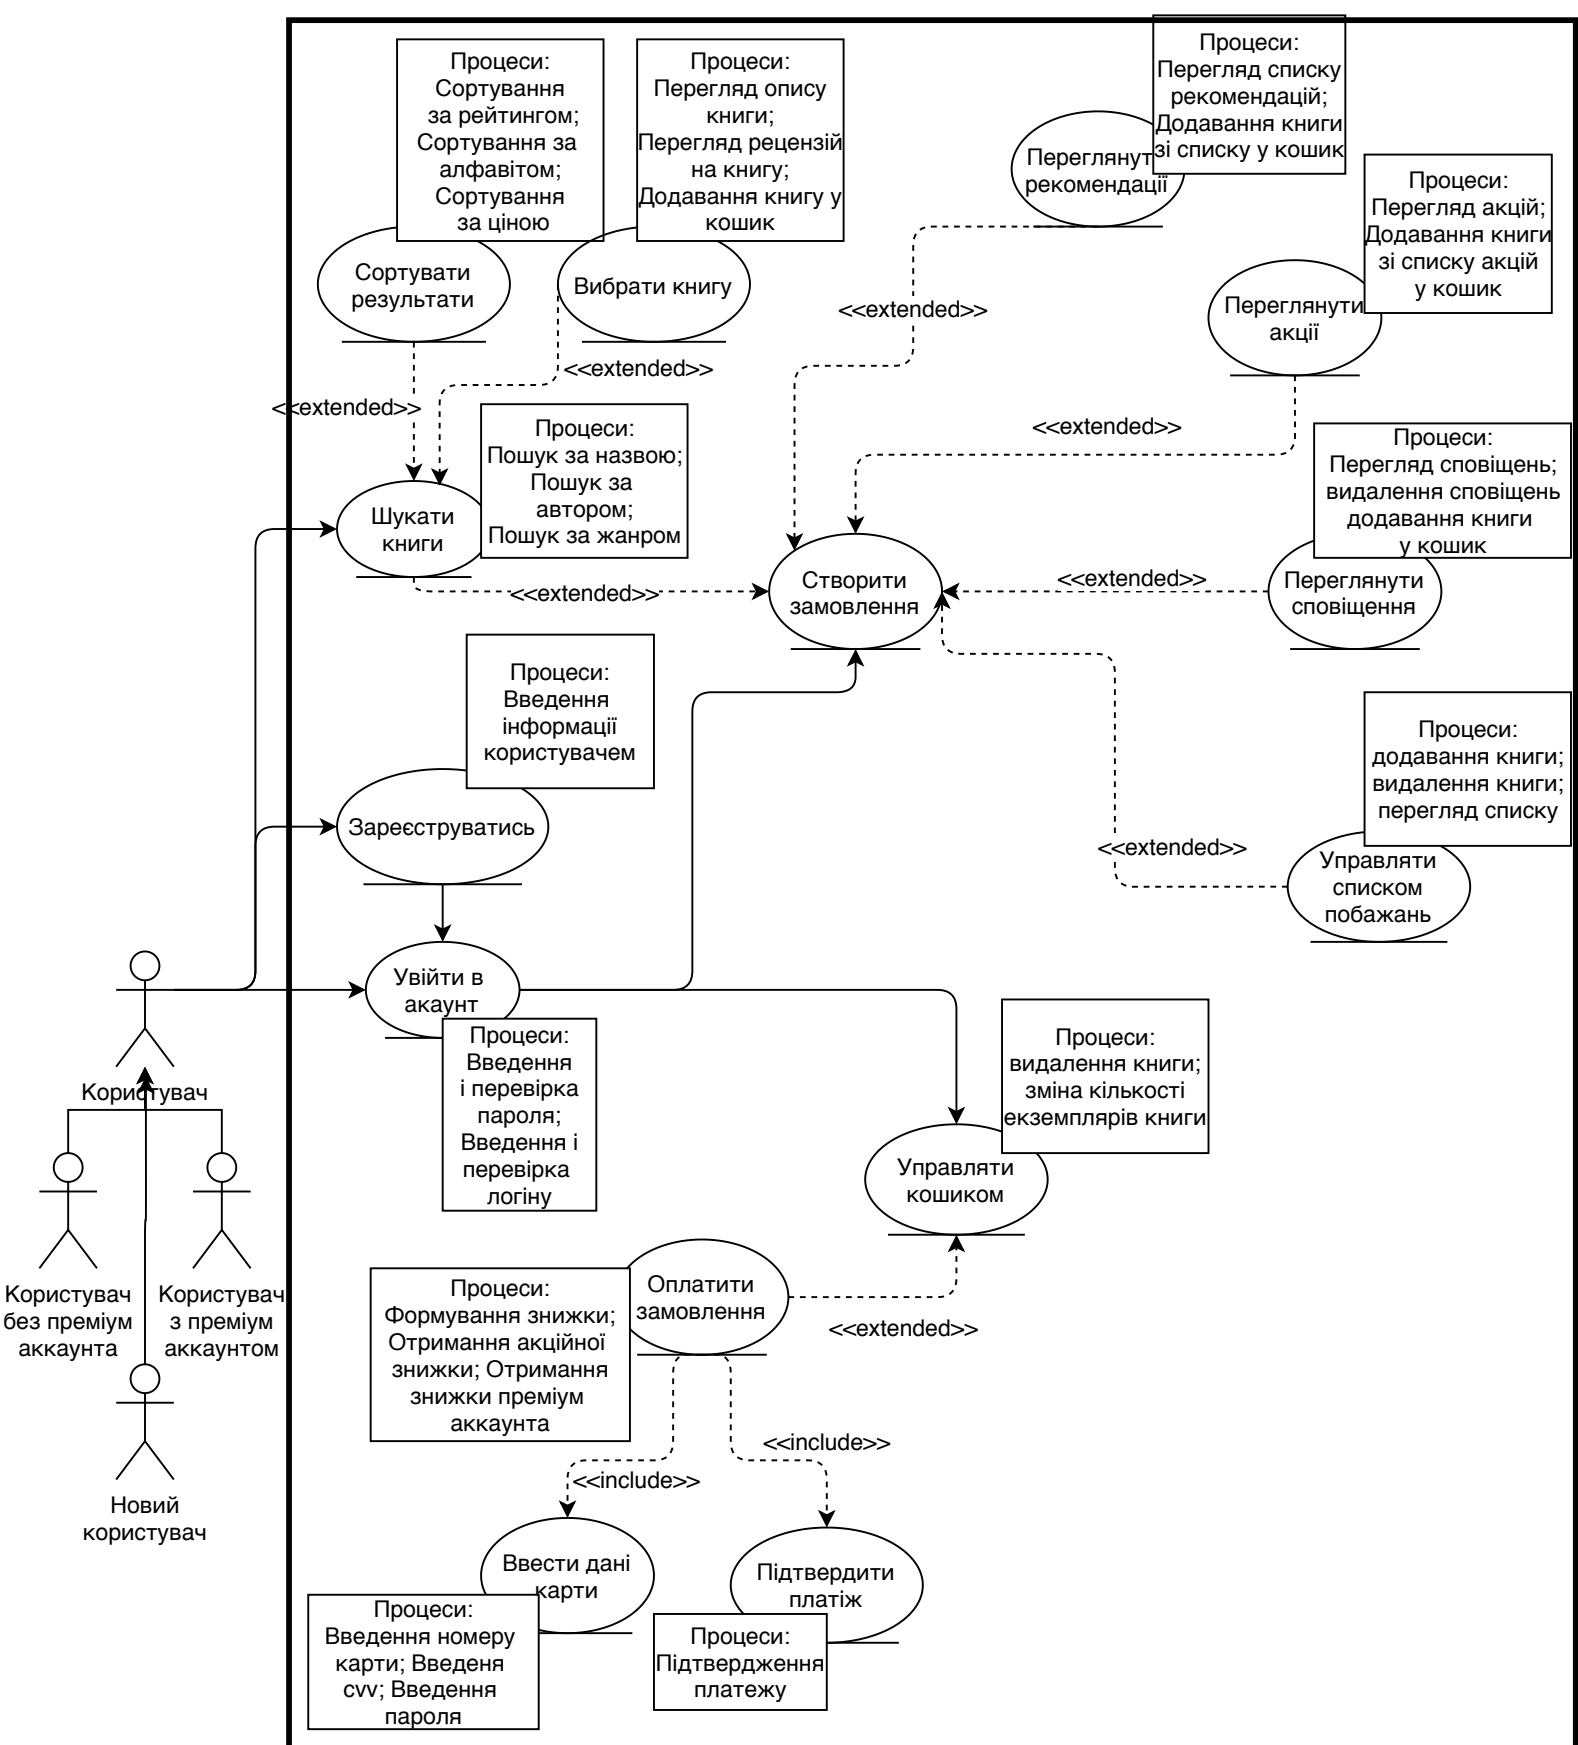 Процеси:
Сортування
за рейтингом;
Сортування за
алфавітом;
Сортування
за ціною
Процеси:
Перегляд опису
книги;
Перегляд рецензій
на книгу;
Додавання книгу у
кошик
Процеси:
Перегляд списку
рекомендацій;
Додавання книги
зі списку у кошик
Переглянут
рекомендації
Процеси:
Перегляд акцій;
Додавання книги
зі списку акцій
у кошик
Сортувати
результати
Вибрати книгу
<<extended>>
Переглянути
акції
<<extended>>
<<extended>>
<<extended>>
Процеси:
Пошук за назвою;
Пошук за
автором;
Пошук за жанром
Процеси:
Перегляд сповіщень;
видалення сповіщень
додавання книги
у кошик
Шукати
книги
<<extended>>
Створити
замовлення
<<extended>>
Переглянути
сповіщення
Процеси:
Введення
інформації
користувачем
Процеси:
додавання книги;
видалення книги;
перегляд списку
Зареєструватись
<<extended>>
Управляти
списком
побажань
Увійти в
акаунт
Процеси:
Введення
і перевірка
пароля;
Введення і
перевірка
логіну
Процеси:
видалення книги;
зміна кількості
екземплярів книги
Користувач
Управляти
кошиком
Користувач
без преміум
аккаунта
Користувач
з преміум
аккаунтом
Процеси:
Формування знижки;
Отримання акційної
знижки; Отримання
знижки преміум
аккаунта
Оплатити
замовлення
<<extended>>
<<include>>
<<include>>
Новий
користувач
Ввести дані
карти
Підтвердити
платіж
Процеси:
Введення номеру
карти; Введеня
cvv; Введення
пароля
Процеси:
Підтвердження
платежу